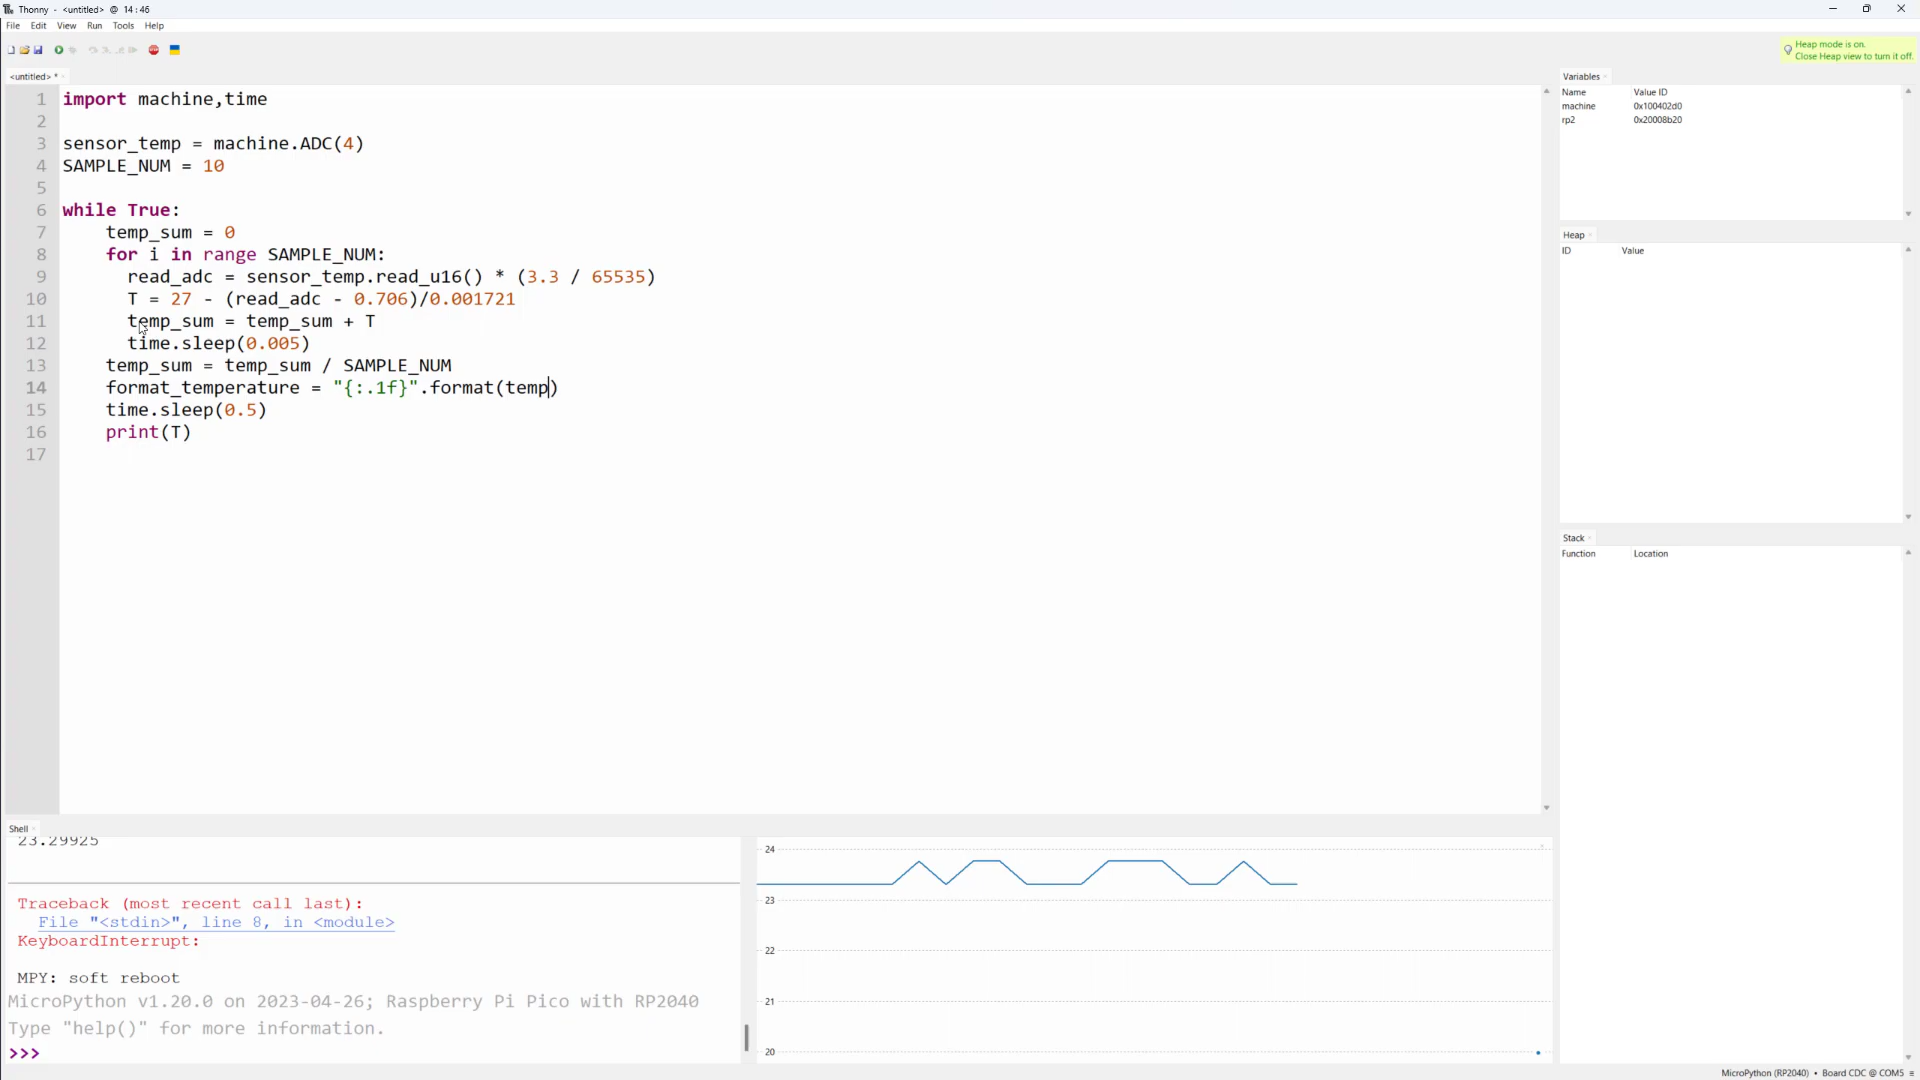 Thonny - <untitled> @ 14:46
File Edit View Run Tools Help
Heap mode is on.
Close Heap view to turn it off.
<untitled> *
1 import machine,time
2
3 sensor_temp = machine.ADC(4)
4 SAMPLE_NUM = 10
5
6 while True:
7 temp_sum = 0
8 for i in range SAMPLE_NUM:
9 read_adc = sensor_temp.read_u16() * (3.3 / 65535)
10 T = 27 - (read_adc - 0.706)/0.001721
11 temp_sum = temp_sum + T
12 time.sleep(0.005)
13 temp_sum = temp_sum / SAMPLE_NUM
14 format_temperature = "{:.1f}".format(temp)
15 time.sleep(0.5)
16 print(T)
17
Variables
Name Value ID
machine 0x100402d0
rp2 0x20008b20
Heap
ID Value
Stack
Function Location
Shell
23.29925
Traceback (most recent call last):
File "<stdin>", line 8, in <module>
KeyboardInterrupt:
MPY: soft reboot
MicroPython v1.20.0 on 2023-04-26; Raspberry Pi Pico with RP2040
Type "help()" for more information.
>>>
24
23
22
21
20
MicroPython (RP2040) • Board CDC @ COM5 ≡